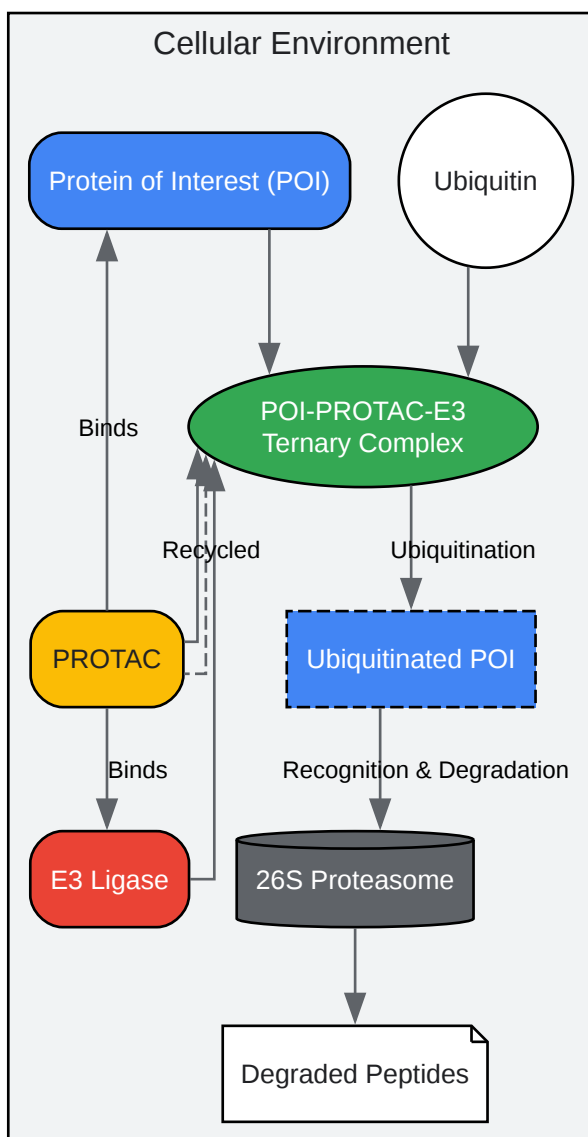 Cellular Environment
Protein of Interest (POI)
Ubiquitin
POI-PROTAC-E3
Ternary Complex
Binds
Recycled
Ubiquitination
PROTAC
Ubiquitinated POI
Binds
Recognition & Degradation
E3 Ligase
26S Proteasome
Degraded Peptides